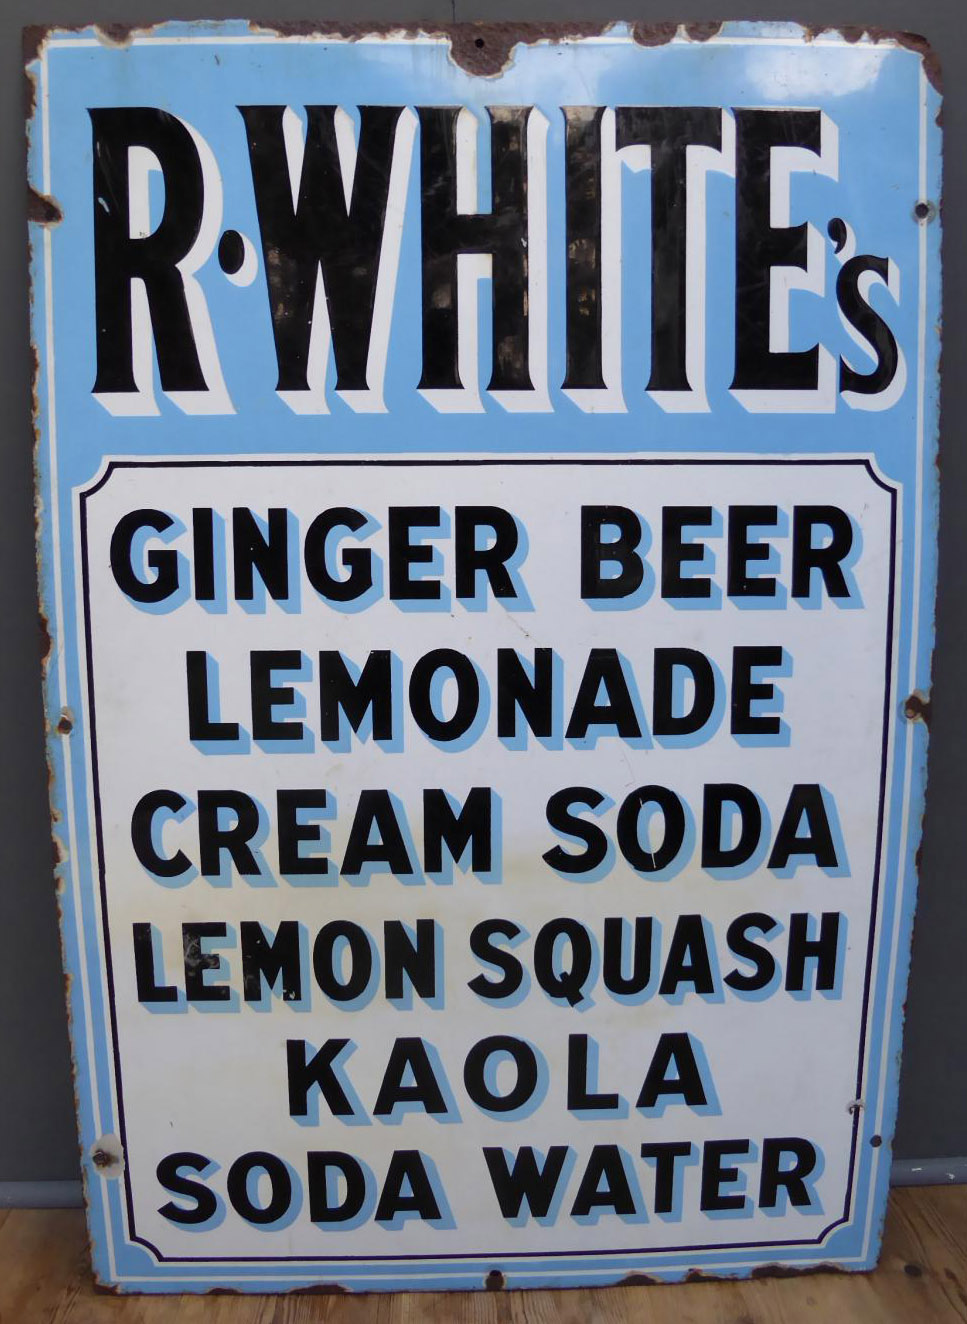 R·WHITE's
GINGER BEER
LEMONADE
CREAM SODA
LEMON SQUASH
KAOLA
SODA WATER